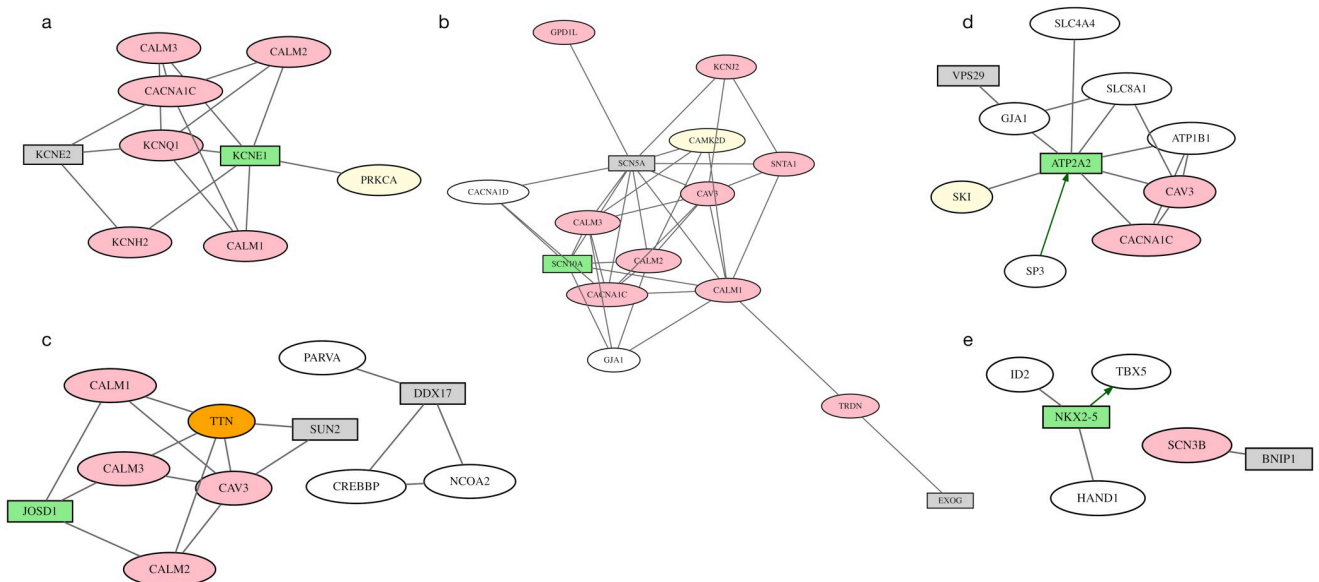 a
CALM3
CALM2
CACNA1C
KCNE2
KCNQ1
KCNE1
PRKCA
KCNH2
CALM1
b
GPD1L
KCNJ2
CAMK2D
SCN5A
SNTA1
CACNA1D
CAV3
CALM3
SCN10A
CALM2
CACNA1C
CALM1
GJA1
TRDN
EXOG
c
PARVA
CALM1
DDX17
TTN
SUN2
CALM3
CAV3
CREBBP
NCOA2
JOSD1
CALM2
d
SLC4A4
VPS29
SLC8A1
GJA1
ATP1B1
ATP2A2
SKI
CAV3
CACNA1C
SP3
e
ID2
TBX5
NKX2-5
SCN3B
BNIP1
HAND1